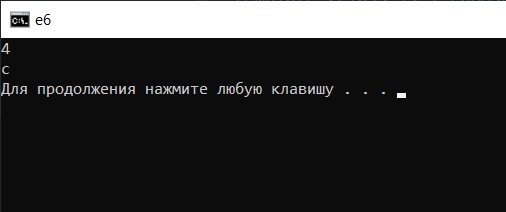 e6
4
c
Для продолжения нажмите любую клавишу . . .